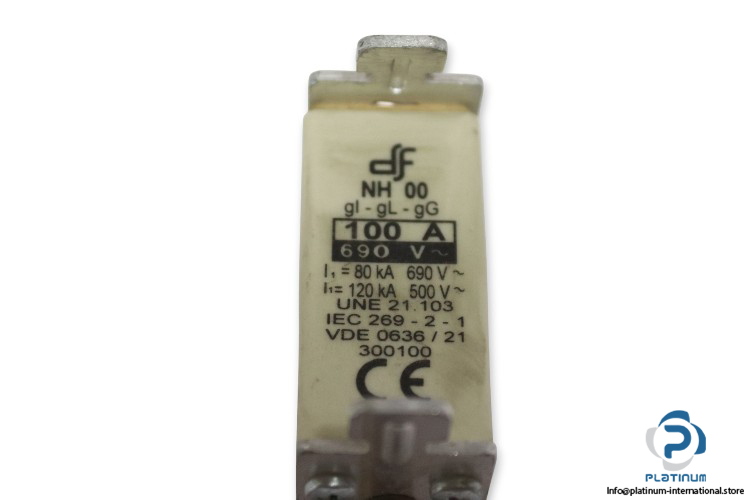 df
NH 00
gI - gL - gG
100 A
690 V ~
I₁ = 80 kA 690 V ~
I₁ = 120 kA 500 V ~
UNE 21.103
IEC 269 - 2 - 1
VDE 0636 / 21
300100
CE
PLATINUM
Info@platinum-international.store